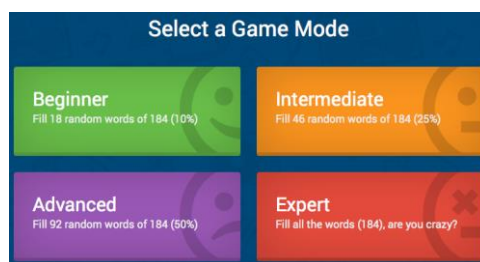 Select a Game Mode
Beginner
Fill 18 random words of 184 (10%)
Intermediate
Fill 46 random words of 184 (25%)
Advanced
Fill 92 random words of 184 (50%)
Expert
Fill all the words (184), are you crazy?